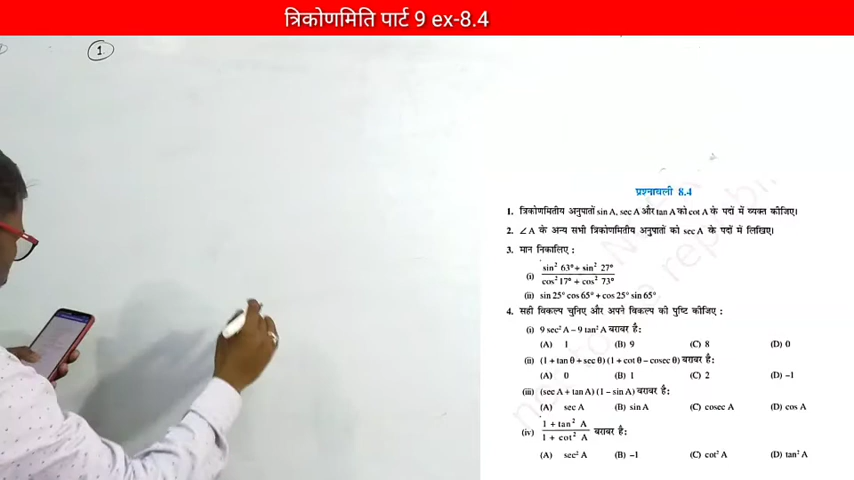 त्रिकोणमिति पार्ट 9 ex-8.4
1.
प्रश्नावली 8.4
1. त्रिकोणमितीय अनुपातों sin A, sec A और tan A को cot A के पदों में व्यक्त कीजिए।
2. ∠A के अन्य सभी त्रिकोणमितीय अनुपातों को sec A के पदों में लिखिए।
3. मान निकालिए :
(i) sin² 63° + sin² 27° / cos² 17° + cos² 73°
(ii) sin 25° cos 65° + cos 25° sin 65°
4. सही विकल्प चुनिए और अपने विकल्प की पुष्टि कीजिए :
(i) 9 sec² A – 9 tan² A बराबर है:
(A) 1 (B) 9 (C) 8 (D) 0
(ii) (1 + tan θ + sec θ) (1 + cot θ – cosec θ) बराबर है:
(A) 0 (B) 1 (C) 2 (D) –1
(iii) (sec A + tan A) (1 – sin A) बराबर है:
(A) sec A (B) sin A (C) cosec A (D) cos A
(iv) 1 + tan² A / 1 + cot² A बराबर है:
(A) sec² A (B) –1 (C) cot² A (D) tan² A